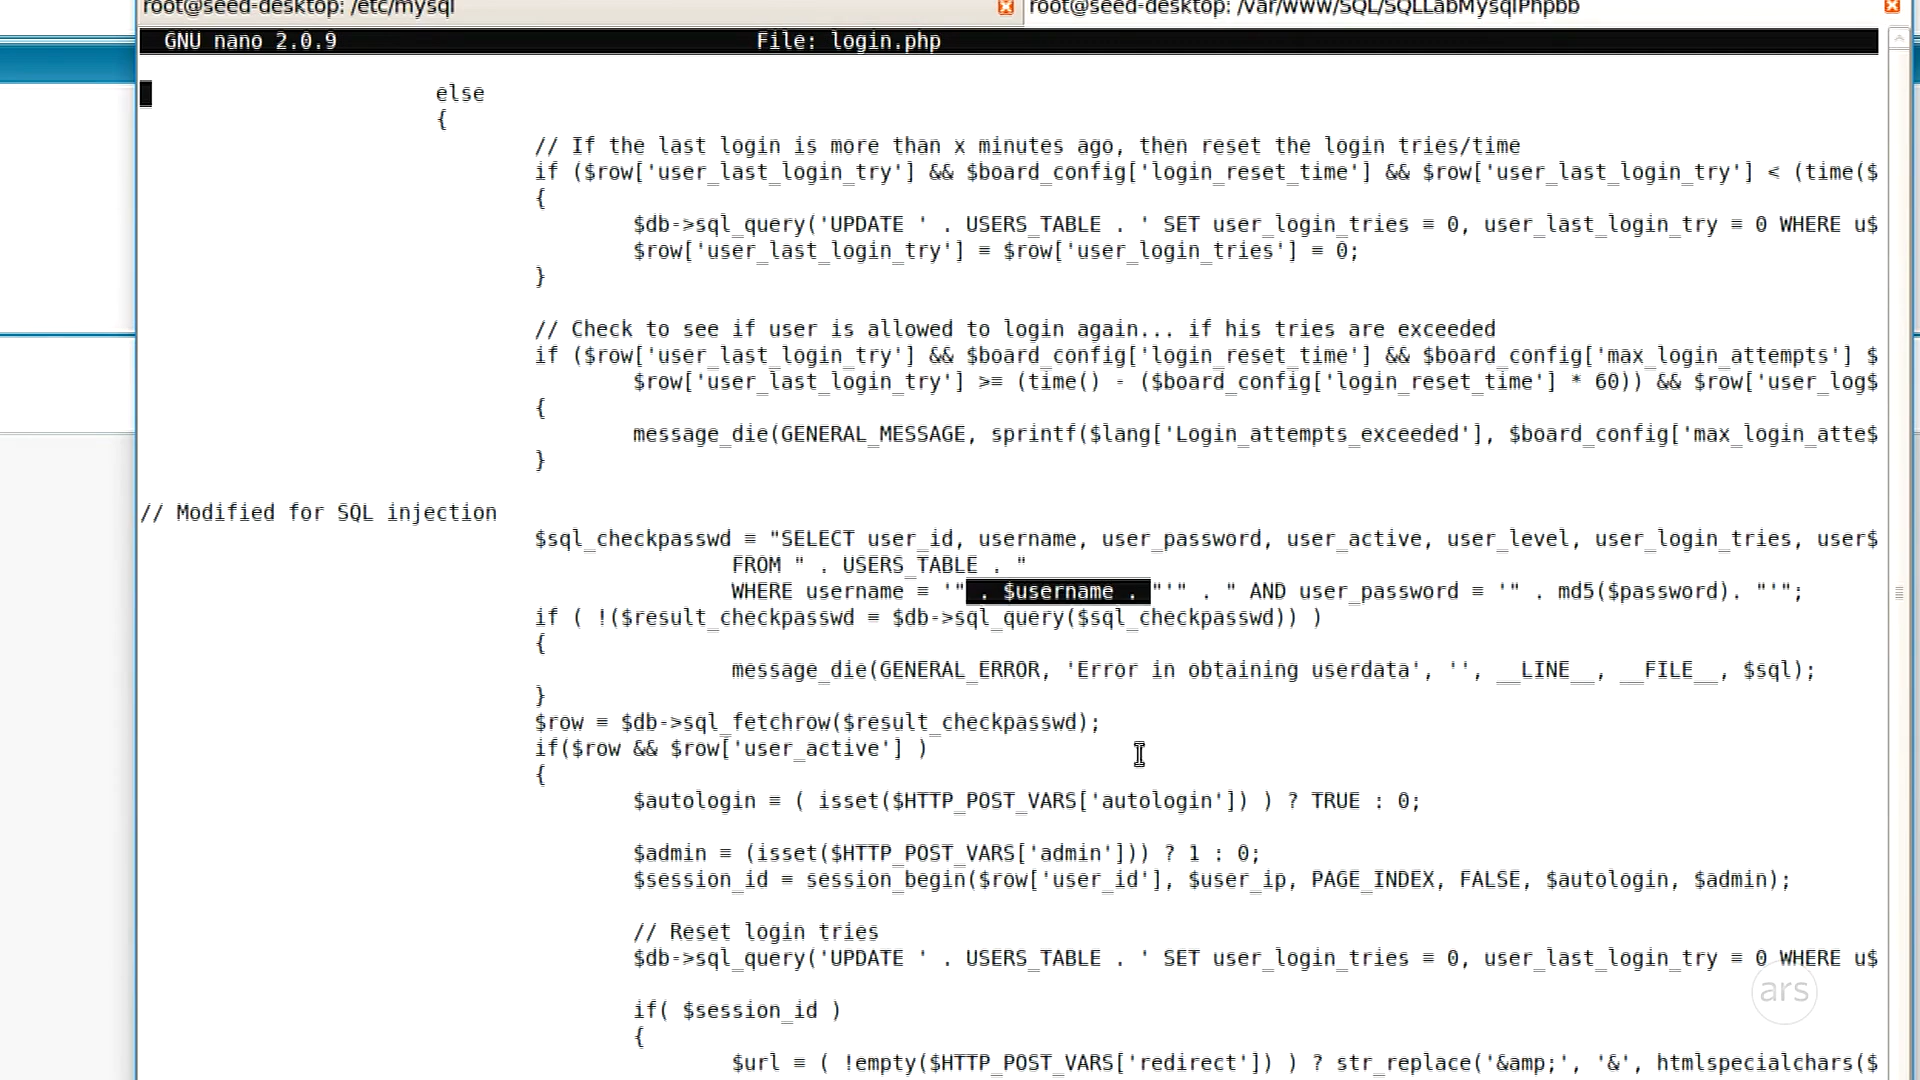 root@seed-desktop: /etc/mysql
root@seed-desktop: /var/www/SQL/SQLLabMysqlPhpbb
GNU nano 2.0.9 File: login.php
else
{
// If the last login is more than x minutes ago, then reset the login tries/time
if ($row['user_last_login_try'] && $board_config['login_reset_time'] && $row['user_last_login_try'] < (time($
{
$db->sql_query('UPDATE ' . USERS_TABLE . ' SET user_login_tries = 0, user_last_login_try = 0 WHERE u$
$row['user_last_login_try'] = $row['user_login_tries'] = 0;
}
// Check to see if user is allowed to login again... if his tries are exceeded
if ($row['user_last_login_try'] && $board_config['login_reset_time'] && $board_config['max_login_attempts'] $
$row['user_last_login_try'] >= (time() - ($board_config['login_reset_time'] * 60)) && $row['user_log$
{
message_die(GENERAL_MESSAGE, sprintf($lang['Login_attempts_exceeded'], $board_config['max_login_atte$
}
// Modified for SQL injection
$sql_checkpasswd = "SELECT user_id, username, user_password, user_active, user_level, user_login_tries, user$
FROM " . USERS_TABLE . "
WHERE username = '" . $username . "'" . " AND user_password = '" . md5($password). "'";
if ( !($result_checkpasswd = $db->sql_query($sql_checkpasswd)) )
{
message_die(GENERAL_ERROR, 'Error in obtaining userdata', '', __LINE__, __FILE__, $sql);
}
$row = $db->sql_fetchrow($result_checkpasswd);
if($row && $row['user_active'] )
{
$autologin = ( isset($HTTP_POST_VARS['autologin']) ) ? TRUE : 0;
$admin = (isset($HTTP_POST_VARS['admin'])) ? 1 : 0;
$session_id = session_begin($row['user_id'], $user_ip, PAGE_INDEX, FALSE, $autologin, $admin);
// Reset login tries
$db->sql_query('UPDATE ' . USERS_TABLE . ' SET user_login_tries = 0, user_last_login_try = 0 WHERE u$
if( $session_id )
{
$url = ( !empty($HTTP_POST_VARS['redirect']) ) ? str_replace('&amp;', '&', htmlspecialchars($
ars